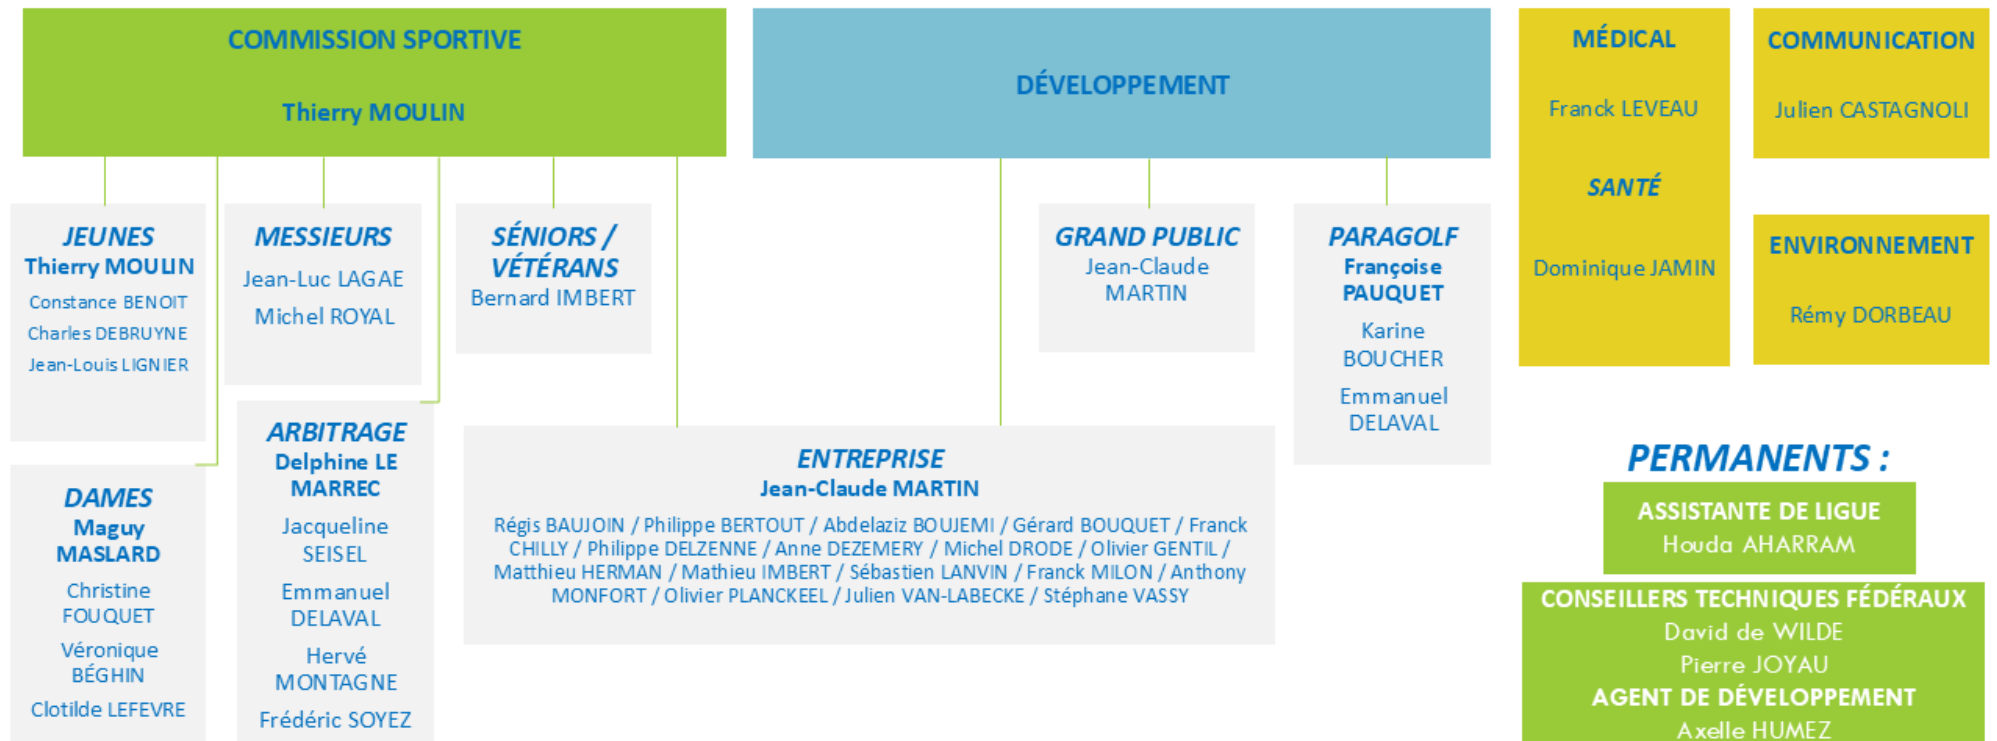 COMMISSION SPORTIVE
Thierry MOULIN
DÉVELOPPEMENT
MÉDICAL
Franck LEVEAU
SANTÉ
Dominique JAMIN
COMMUNICATION
Julien CASTAGNOLI
ENVIRONNEMENT
Rémy DORBEAU
JEUNES
Thierry MOULIN
Constance BENOIT
Charles DEBRUYNE
Jean-Louis LIGNIER
MESSIEURS
Jean-Luc LAGAE
Michel ROYAL
SÉNIORS /
VÉTÉRANS
Bernard IMBERT
GRAND PUBLIC
Jean-Claude
MARTIN
PARAGOLF
Françoise
PAUQUET
Karine
BOUCHER
Emmanuel
DELAVAL
DAMES
Maguy
MASLARD
Christine
FOUQUET
Véronique
BÉGHIN
Clotilde LEFEVRE
ARBITRAGE
Delphine LE
MARREC
Jacqueline
SEISEL
Emmanuel
DELAVAL
Hervé
MONTAGNE
Frédéric SOYEZ
ENTREPRISE
Jean-Claude MARTIN
Régis BAUJOIN / Philippe BERTOUT / Abdelaziz BOUJEMI / Gérard BOUQUET / Franck
CHILLY / Philippe DELZENNE / Anne DEZEMERY / Michel DRODE / Olivier GENTIL /
Matthieu HERMAN / Mathieu IMBERT / Sébastien LANVIN / Franck MILON / Anthony
MONFORT / Olivier PLANCKEEL / Julien VAN-LABECKE / Stéphane VASSY
PERMANENTS :
ASSISTANTE DE LIGUE
Houda AHARRAM
CONSEILLERS TECHNIQUES FÉDÉRAUX
David de WILDE
Pierre JOYAU
AGENT DE DÉVELOPPEMENT
Axelle HUMEZ